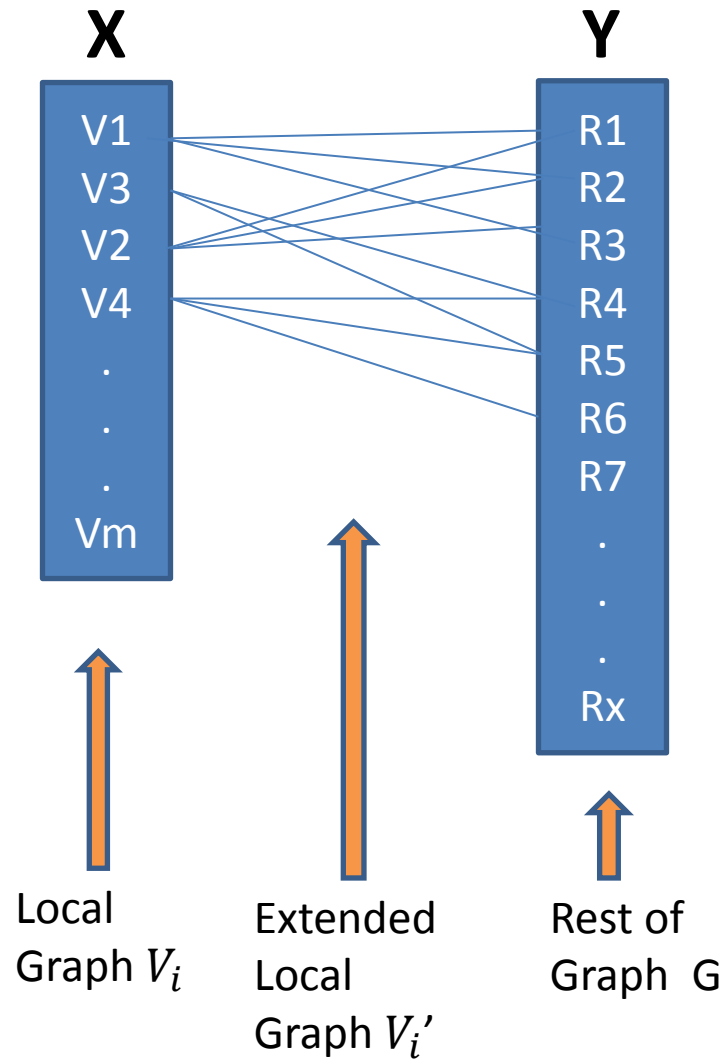 X
Y
V1
V3
V2
V4
.
.
.
Vm
R1
R2
R3
R4
R5
R6
R7
.
.
.
Rx
Local
Graph Vᵢ
Extended
Local
Graph Vᵢ’
Rest of
Graph G